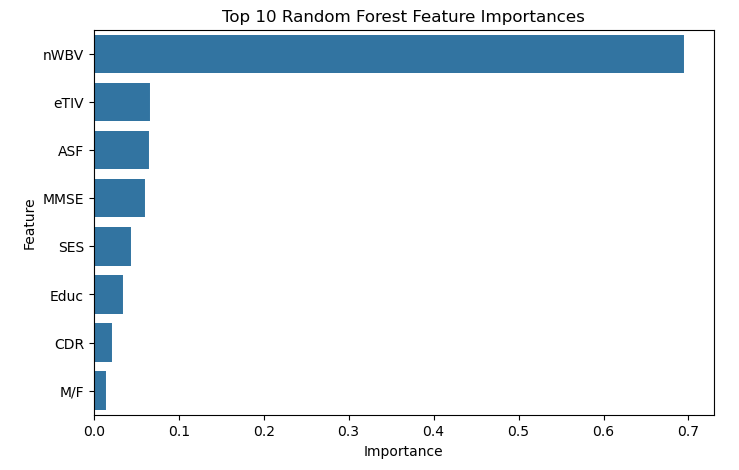 Top 10 Random Forest Feature Importances
nWBV
eTIV
ASF
MMSE
SES
Educ
CDR
M/F
Feature
0.0 0.1 0.2 0.3 0.4 0.5 0.6 0.7
Importance